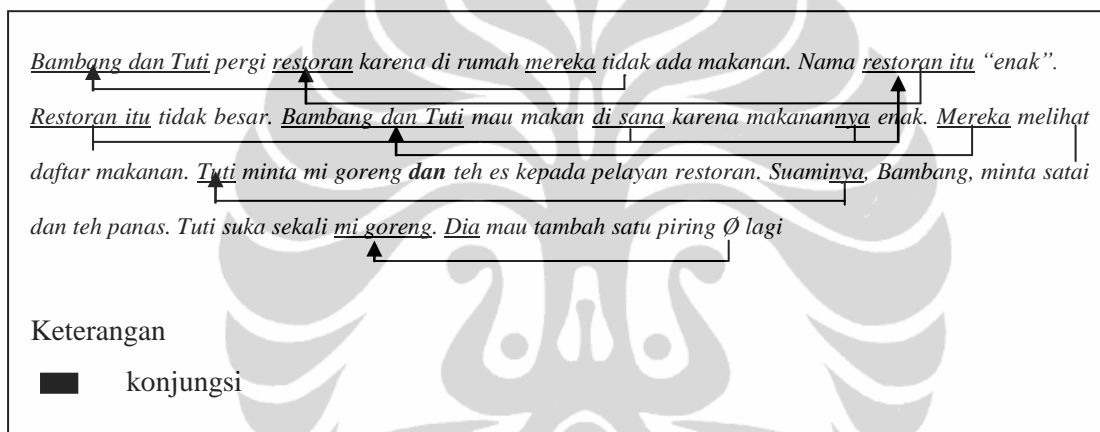 Bambang dan Tuti pergi restoran karena di rumah mereka tidak ada makanan. Nama restoran itu “enak”.
Restoran itu tidak besar. Bambang dan Tuti mau makan di sana karena makanannya enak. Mereka melihat
daftar makanan. Tuti minta mi goreng dan teh es kepada pelayan restoran. Suaminya, Bambang, minta satai
dan teh panas. Tuti suka sekali mi goreng. Dia mau tambah satu piring Ø lagi
Keterangan
konjungsi